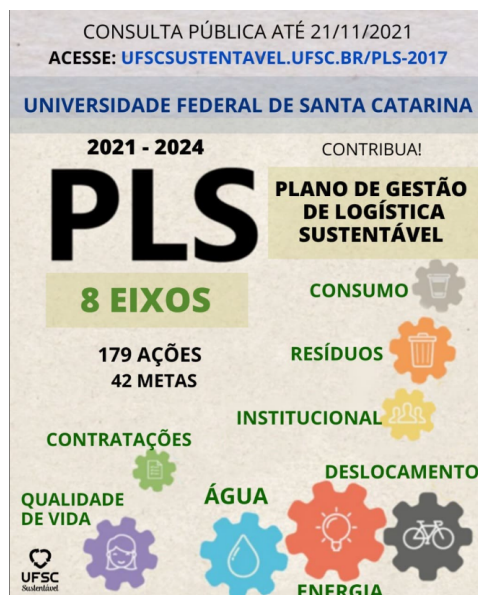 CONSULTA PÚBLICA ATÉ 21/11/2021
ACESSE: UFSCSUSTENTAVEL.UFSC.BR/PLS-2017
UNIVERSIDADE FEDERAL DE SANTA CATARINA
2021 - 2024
PLS
CONTRIBUA!
PLANO DE GESTÃO
DE LOGÍSTICA
SUSTENTÁVEL
8 EIXOS
179 AÇÕES
42 METAS
CONSUMO
RESÍDUOS
INSTITUCIONAL
CONTRATAÇÕES
DESLOCAMENTO
QUALIDADE
DE VIDA
ÁGUA
ENERGIA
UFSC
Sustentável